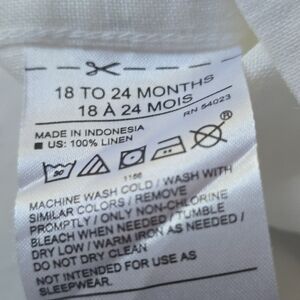 18 TO 24 MONTHS
18 À 24 MOIS
RN 54023
MADE IN INDONESIA
■ US: 100% LINEN
1156
MACHINE WASH COLD / WASH WITH
SIMILAR COLORS / REMOVE
PROMPTLY / ONLY NON-CHLORINE
BLEACH WHEN NEEDED / TUMBLE
DRY LOW / WARM IRON AS NEEDED /
DO NOT DRY CLEAN
NOT INTENDED FOR USE AS
SLEEPWEAR.